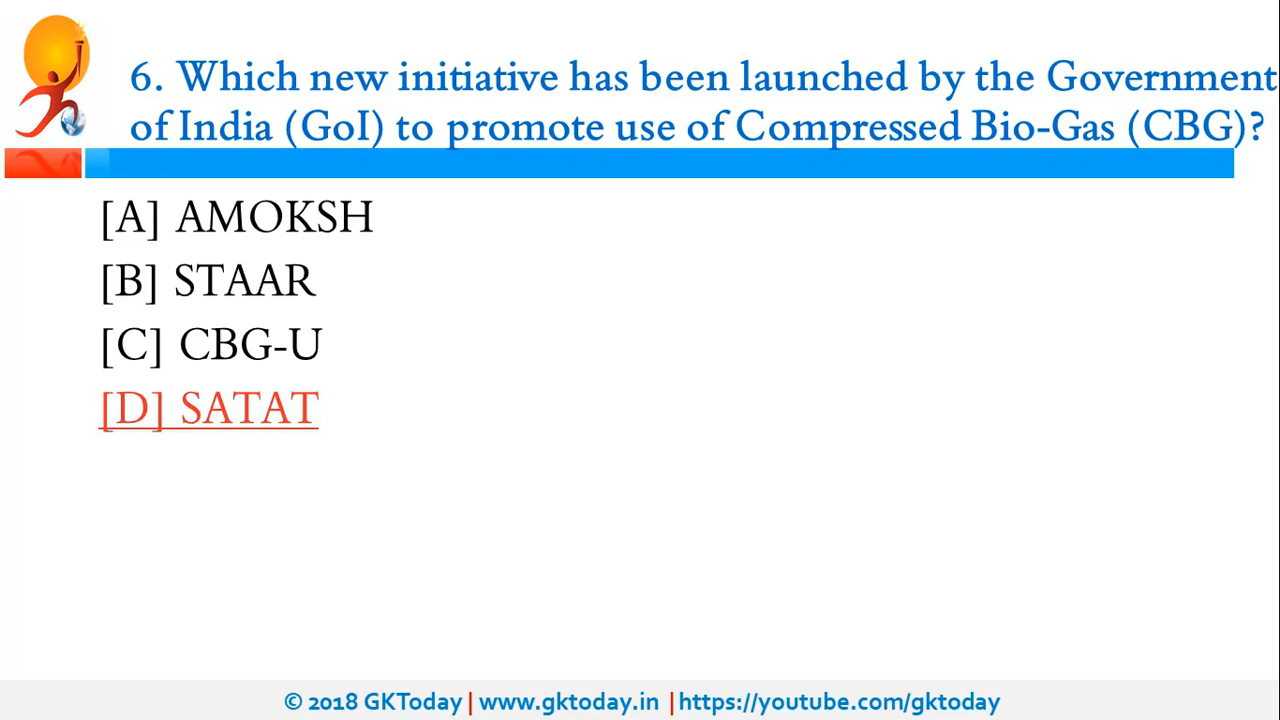 6. Which new initiative has been launched by the Government
of India (GoI) to promote use of Compressed Bio-Gas (CBG)?
[A] AMOKSH
[B] STAAR
[C] CBG-U
[D] SATAT
© 2018 GKToday | www.gktoday.in | https://youtube.com/gktoday